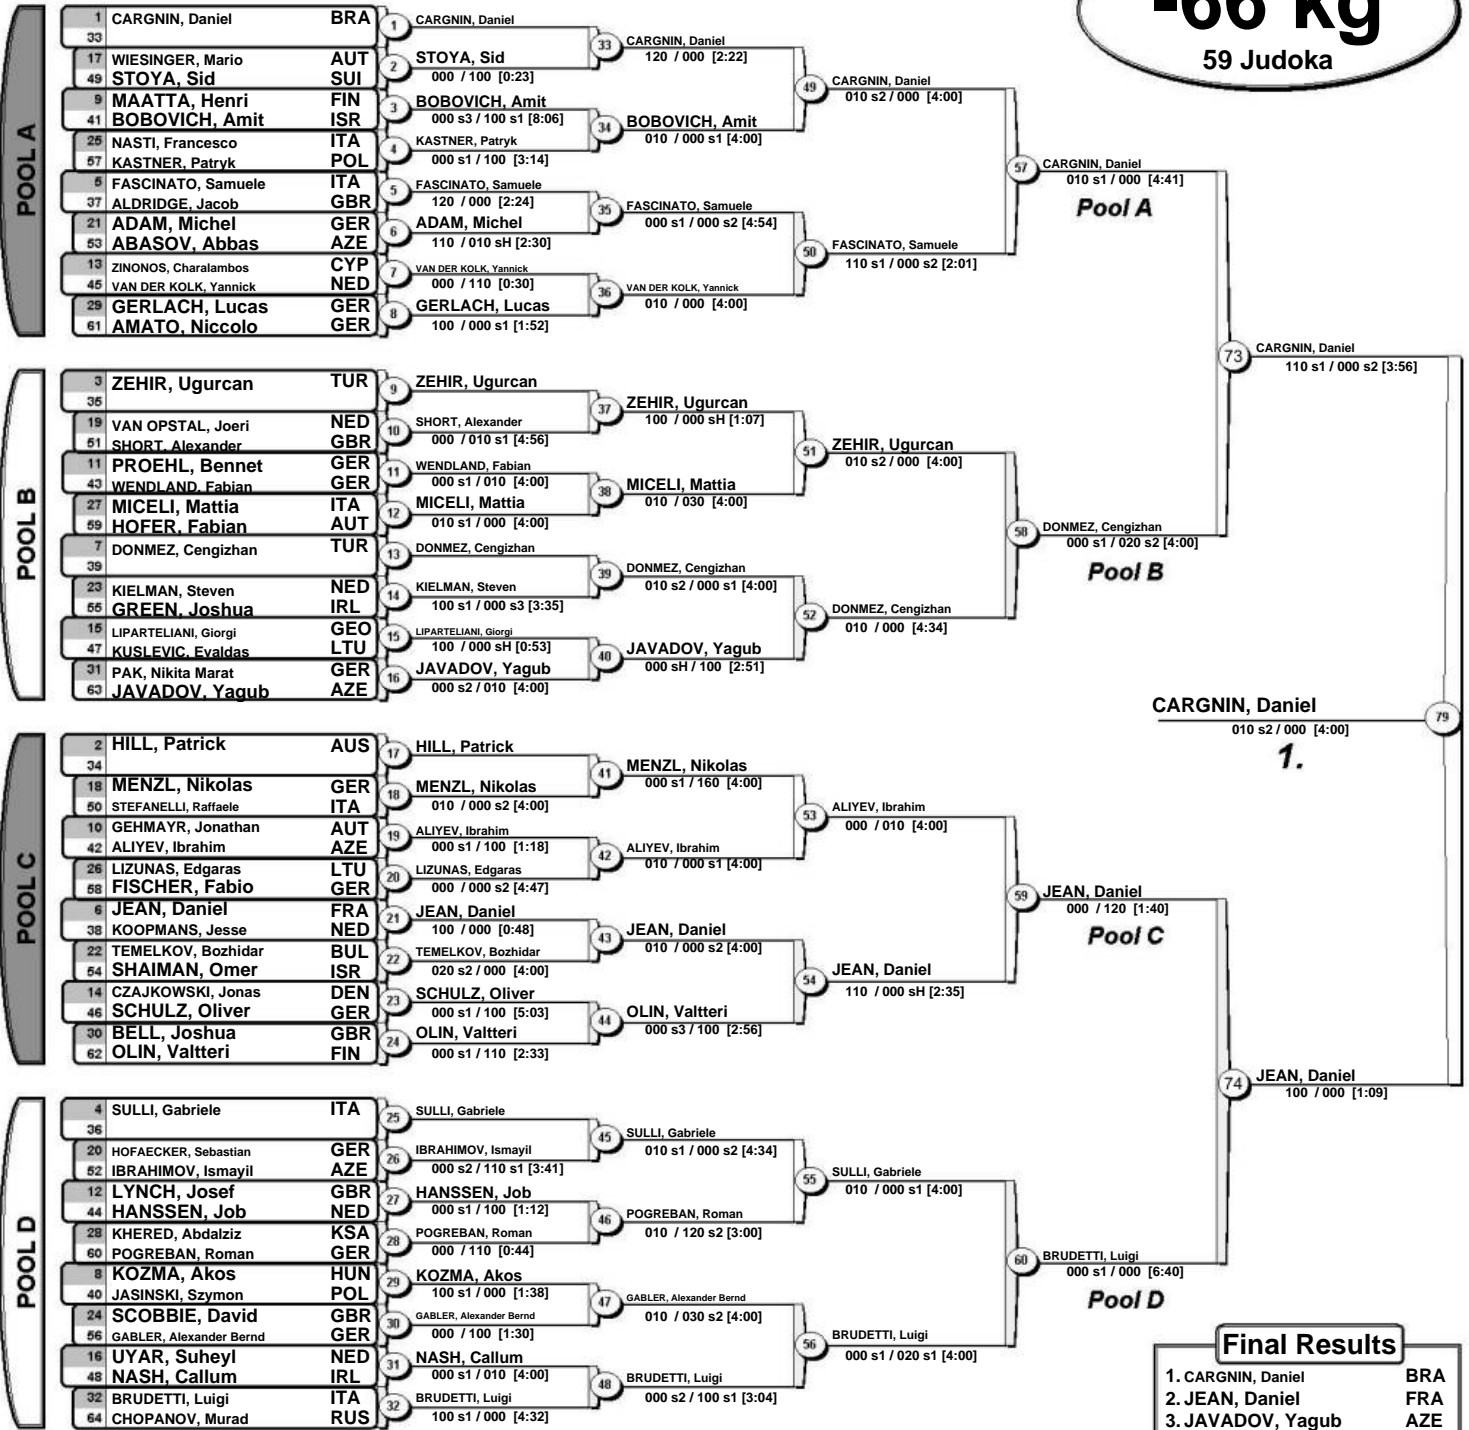 -66 kg
59 Judoka
POOL A
1 CARGNIN, Daniel BRA
33
17 WIESINGER, Mario AUT
49 STOYA, Sid SUI
9 MAATTA, Henri FIN
41 BOBOVICH, Amit ISR
25 NASTI, Francesco ITA
57 KASTNER, Patryk POL
5 FASCINATO, Samuele ITA
37 ALDRIDGE, Jacob GBR
21 ADAM, Michel GER
53 ABASOV, Abbas AZE
13 ZINONOS, Charalambos CYP
45 VAN DER KOLK, Yannick NED
29 GERLACH, Lucas GER
61 AMATO, Niccolo GER
1 CARGNIN, Daniel
2 STOYA, Sid
000 / 100 [0:23]
3 BOBOVICH, Amit
000 s3 / 100 s1 [8:06]
4 KASTNER, Patryk
000 s1 / 100 [3:14]
5 FASCINATO, Samuele
120 / 000 [2:24]
6 ADAM, Michel
110 / 010 sH [2:30]
7 VAN DER KOLK, Yannick
000 / 110 [0:30]
8 GERLACH, Lucas
100 / 000 s1 [1:52]
33 CARGNIN, Daniel
120 / 000 [2:22]
34 BOBOVICH, Amit
010 / 000 s1 [4:00]
35 FASCINATO, Samuele
000 s1 / 000 s2 [4:54]
36 VAN DER KOLK, Yannick
010 / 000 [4:00]
49 CARGNIN, Daniel
010 s2 / 000 [4:00]
50 FASCINATO, Samuele
110 s1 / 000 s2 [2:01]
57 CARGNIN, Daniel
010 s1 / 000 [4:41]
Pool A
POOL B
3 ZEHIR, Ugurcan TUR
35
19 VAN OPSTAL, Joeri NED
51 SHORT, Alexander GBR
11 PROEHL, Bennet GER
43 WENDLAND, Fabian GER
27 MICELI, Mattia ITA
59 HOFER, Fabian AUT
7 DONMEZ, Cengizhan TUR
39
23 KIELMAN, Steven NED
55 GREEN, Joshua IRL
15 LIPARTELIANI, Giorgi GEO
47 KUSLEVIC, Evaldas LTU
31 PAK, Nikita Marat GER
63 JAVADOV, Yagub AZE
9 ZEHIR, Ugurcan
10 SHORT, Alexander
000 / 010 s1 [4:56]
11 WENDLAND, Fabian
000 s1 / 010 [4:00]
12 MICELI, Mattia
010 s1 / 000 [4:00]
13 DONMEZ, Cengizhan
14 KIELMAN, Steven
100 s1 / 000 s3 [3:35]
15 LIPARTELIANI, Giorgi
100 / 000 sH [0:53]
16 JAVADOV, Yagub
000 s2 / 010 [4:00]
37 ZEHIR, Ugurcan
100 / 000 sH [1:07]
38 MICELI, Mattia
010 / 030 [4:00]
39 DONMEZ, Cengizhan
010 s2 / 000 s1 [4:00]
40 JAVADOV, Yagub
000 sH / 100 [2:51]
51 ZEHIR, Ugurcan
010 s2 / 000 [4:00]
52 DONMEZ, Cengizhan
010 / 000 [4:34]
58 DONMEZ, Cengizhan
000 s1 / 020 s2 [4:00]
Pool B
73 CARGNIN, Daniel
110 s1 / 000 s2 [3:56]
CARGNIN, Daniel 79
010 s2 / 000 [4:00]
1.
POOL C
2 HILL, Patrick AUS
34
18 MENZL, Nikolas GER
50 STEFANELLI, Raffaele ITA
10 GEHMAYR, Jonathan AUT
42 ALIYEV, Ibrahim AZE
26 LIZUNAS, Edgaras LTU
58 FISCHER, Fabio GER
6 JEAN, Daniel FRA
38 KOOPMANS, Jesse NED
22 TEMELKOV, Bozhidar BUL
54 SHAIMAN, Omer ISR
14 CZAJKOWSKI, Jonas DEN
46 SCHULZ, Oliver GER
30 BELL, Joshua GBR
62 OLIN, Valtteri FIN
17 HILL, Patrick
18 MENZL, Nikolas
010 / 000 s2 [4:00]
19 ALIYEV, Ibrahim
000 s1 / 100 [1:18]
20 LIZUNAS, Edgaras
000 / 000 s2 [4:47]
21 JEAN, Daniel
100 / 000 [0:48]
22 TEMELKOV, Bozhidar
020 s2 / 000 [4:00]
23 SCHULZ, Oliver
000 s1 / 100 [5:03]
24 OLIN, Valtteri
000 s1 / 110 [2:33]
41 MENZL, Nikolas
000 s1 / 160 [4:00]
42 ALIYEV, Ibrahim
010 / 000 s1 [4:00]
43 JEAN, Daniel
010 / 000 s2 [4:00]
44 OLIN, Valtteri
000 s3 / 100 [2:56]
53 ALIYEV, Ibrahim
000 / 010 [4:00]
54 JEAN, Daniel
110 / 000 sH [2:35]
59 JEAN, Daniel
000 / 120 [1:40]
Pool C
74 JEAN, Daniel
100 / 000 [1:09]
POOL D
4 SULLI, Gabriele ITA
36
20 HOFAECKER, Sebastian GER
52 IBRAHIMOV, Ismayil AZE
12 LYNCH, Josef GBR
44 HANSSEN, Job NED
28 KHERED, Abdalziz KSA
60 POGREBAN, Roman GER
8 KOZMA, Akos HUN
40 JASINSKI, Szymon POL
24 SCOBBIE, David GBR
56 GABLER, Alexander Bernd GER
16 UYAR, Suheyl NED
48 NASH, Callum IRL
32 BRUDETTI, Luigi ITA
64 CHOPANOV, Murad RUS
25 SULLI, Gabriele
26 IBRAHIMOV, Ismayil
000 s2 / 110 s1 [3:41]
27 HANSSEN, Job
000 s1 / 100 [1:12]
28 POGREBAN, Roman
000 / 110 [0:44]
29 KOZMA, Akos
100 s1 / 000 [1:38]
30 GABLER, Alexander Bernd
000 / 100 [1:30]
31 NASH, Callum
000 s1 / 010 [4:00]
32 BRUDETTI, Luigi
100 s1 / 000 [4:32]
45 SULLI, Gabriele
010 s1 / 000 s2 [4:34]
46 POGREBAN, Roman
010 / 120 s2 [3:00]
47 GABLER, Alexander Bernd
010 / 030 s2 [4:00]
48 BRUDETTI, Luigi
000 s2 / 100 s1 [3:04]
55 SULLI, Gabriele
010 / 000 s1 [4:00]
56 BRUDETTI, Luigi
000 s1 / 020 s1 [4:00]
60 BRUDETTI, Luigi
000 s1 / 000 [6:40]
Pool D
Final Results
1. CARGNIN, Daniel BRA
2. JEAN, Daniel FRA
3. JAVADOV, Yagub AZE